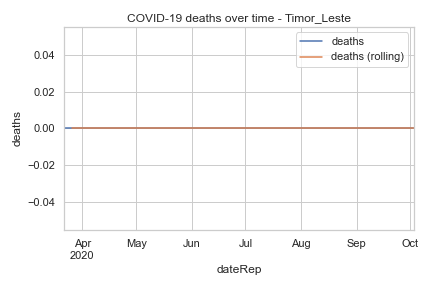 COVID-19 deaths over time - Timor_Leste
deaths
deaths (rolling)
0.04
0.02
0.00
−0.02
−0.04
deaths
Apr
2020
May
Jun
Jul
Aug
Sep
Oct
dateRep